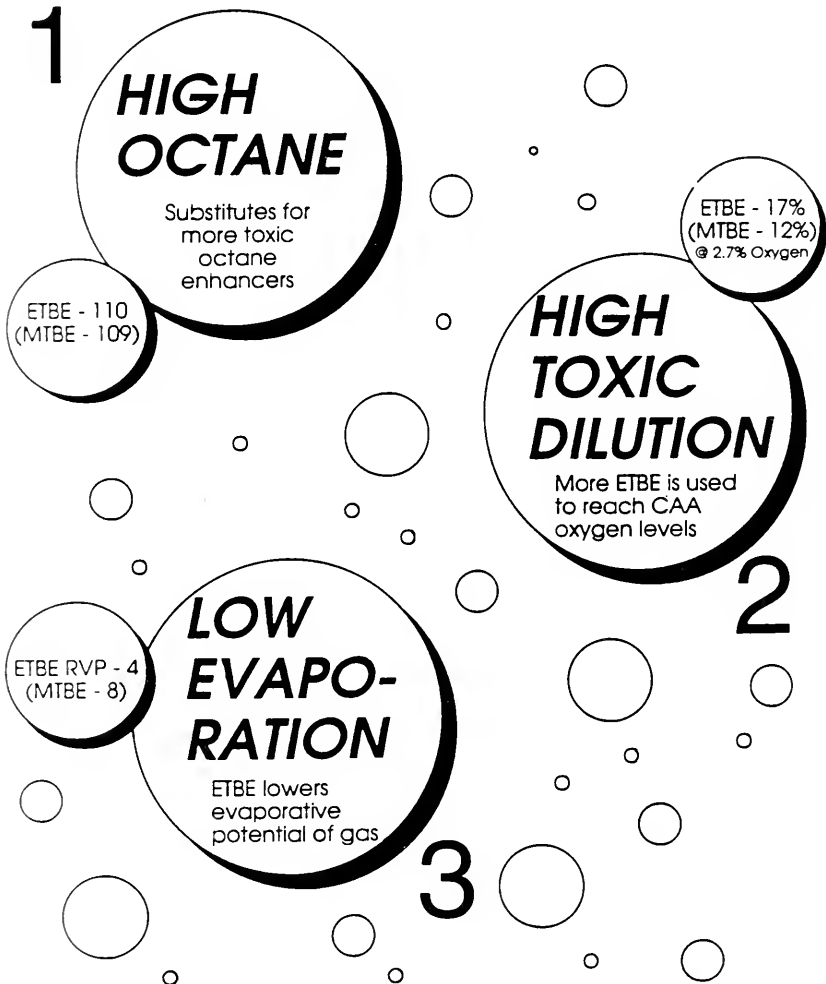 1
HIGH
OCTANE
Substitutes for
more toxic
octane
enhancers
ETBE - 110
(MTBE - 109)
ETBE - 17%
(MTBE - 12%)
@ 2.7% Oxygen
HIGH
TOXIC
DILUTION
More ETBE is used
to reach CAA
oxygen levels
2
LOW
EVAPO-
RATION
ETBE lowers
evaporative
potential of gas
ETBE RVP - 4
(MTBE - 8)
3